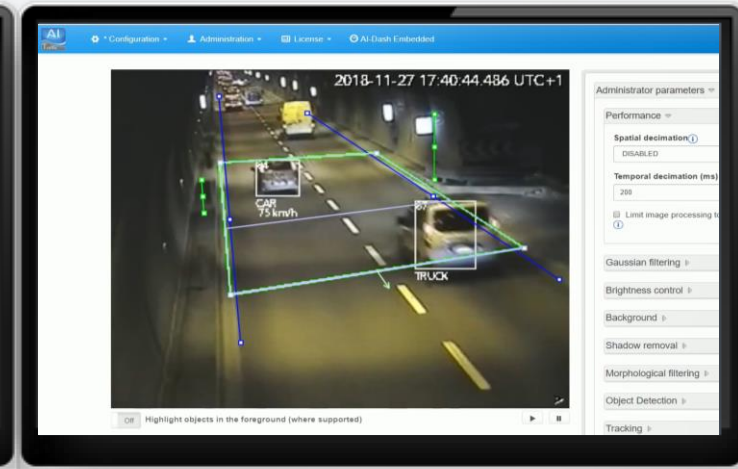 AI
* Configuration
Administration
License
AI-Dash Embedded
2018-11-27 17:40:44.486 UTC+1
CAR
75 km/h
TRUCK
Off
Highlight objects in the foreground (where supported)
Administrator parameters
Performance
Spatial decimation
DISABLED
Temporal decimation (ms)
200
Limit image processing to
Gaussian filtering
Brightness control
Background
Shadow removal
Morphological filtering
Object Detection
Tracking